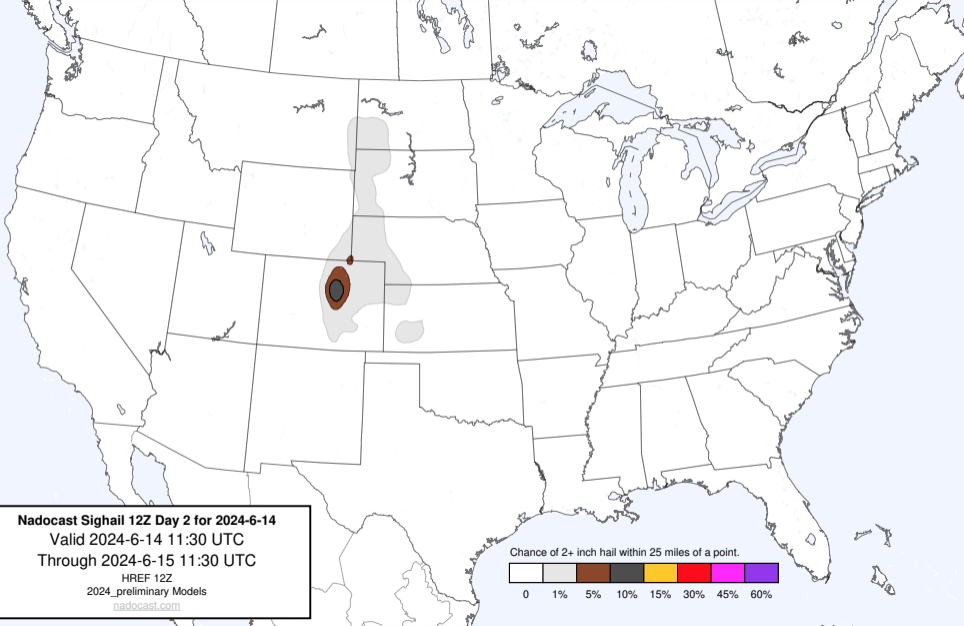 Nadocast Sighail 12Z Day 2 for 2024-6-14
Valid 2024-6-14 11:30 UTC
Through 2024-6-15 11:30 UTC
HREF 12Z
2024_preliminary Models
nadocast.com
Chance of 2+ inch hail within 25 miles of a point.
0 1% 5% 10% 15% 30% 45% 60%